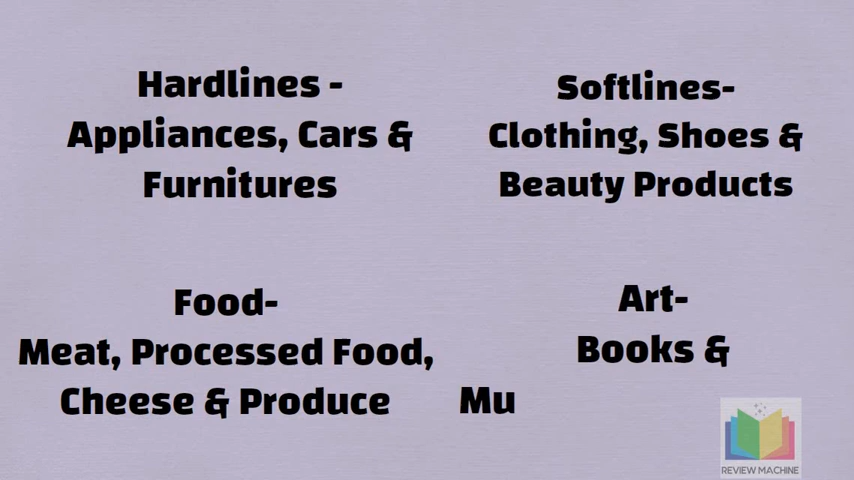 Hardlines -
Appliances, Cars &
Furnitures
Softlines-
Clothing, Shoes &
Beauty Products
Food-
Meat, Processed Food,
Cheese & Produce
Art-
Books &
Mu
REVIEW MACHINE